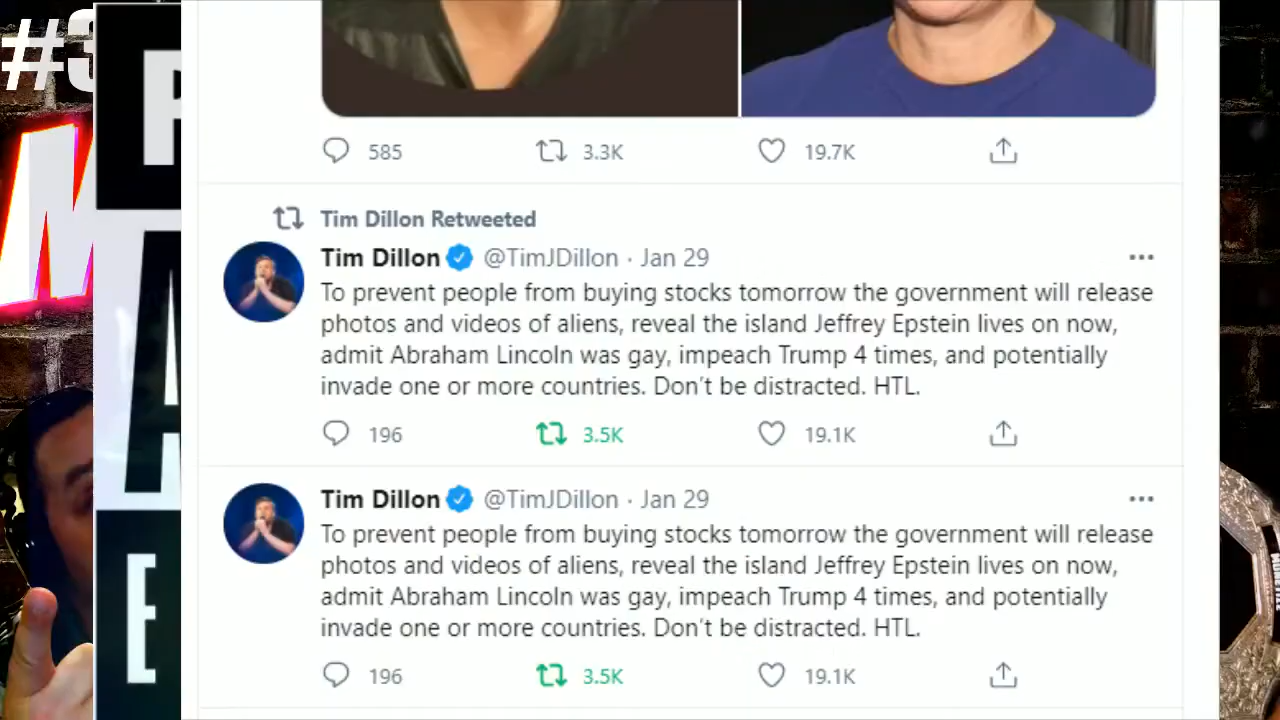 #3
585 3.3K 19.7K
Tim Dillon Retweeted
Tim Dillon @TimJDillon · Jan 29
To prevent people from buying stocks tomorrow the government will release
photos and videos of aliens, reveal the island Jeffrey Epstein lives on now,
admit Abraham Lincoln was gay, impeach Trump 4 times, and potentially
invade one or more countries. Don't be distracted. HTL.
196 3.5K 19.1K
Tim Dillon @TimJDillon · Jan 29
To prevent people from buying stocks tomorrow the government will release
photos and videos of aliens, reveal the island Jeffrey Epstein lives on now,
admit Abraham Lincoln was gay, impeach Trump 4 times, and potentially
invade one or more countries. Don't be distracted. HTL.
196 3.5K 19.1K